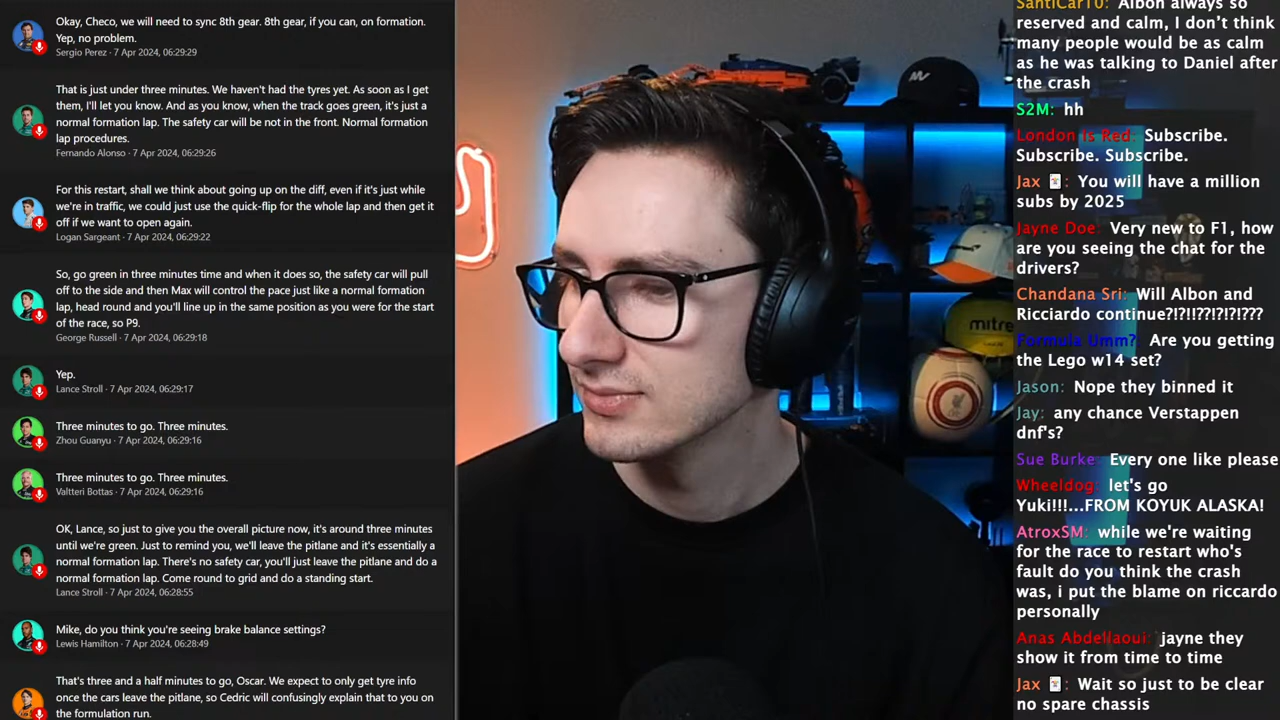 Okay, Checo, we will need to sync 8th gear. 8th gear, if you can, on formation.
Yep, no problem.
Sergio Perez · 7 Apr 2024, 06:29:29
That is just under three minutes. We haven't had the tyres yet. As soon as I get
them, I'll let you know. And as you know, when the track goes green, it's just a
normal formation lap. The safety car will be not in the front. Normal formation
lap procedures.
Fernando Alonso · 7 Apr 2024, 06:29:26
For this restart, shall we think about going up on the diff, even if it's just while
we're in traffic, we could just use the quick-flip for the whole lap and then get it
off if we want to open again.
Logan Sargeant · 7 Apr 2024, 06:29:22
So, go green in three minutes time and when it does so, the safety car will pull
off to the side and then Max will control the pace just like a normal formation
lap, head round and you'll line up in the same position as you were for the start
of the race, so P9.
George Russell · 7 Apr 2024, 06:29:18
Yep.
Lance Stroll · 7 Apr 2024, 06:29:17
Three minutes to go. Three minutes.
Zhou Guanyu · 7 Apr 2024, 06:29:16
Three minutes to go. Three minutes.
Valtteri Bottas · 7 Apr 2024, 06:29:16
OK, Lance, so just to give you the overall picture now, it's around three minutes
until we're green. Just to remind you, we'll leave the pitlane and it's essentially a
normal formation lap. There's no safety car, you'll just leave the pitlane and do a
normal formation lap. Come round to grid and do a standing start.
Lance Stroll · 7 Apr 2024, 06:28:55
Mike, do you think you're seeing brake balance settings?
Lewis Hamilton · 7 Apr 2024, 06:28:49
That's three and a half minutes to go, Oscar. We expect to only get tyre info
once the cars leave the pitlane, so Cedric will confusingly explain that to you on
the formulation run.
mitre
SantiCar10: Albon always so
reserved and calm, I don't think
many people would be as calm
as he was talking to Daniel after
the crash
S2M: hh
London Is Red: Subscribe.
Subscribe. Subscribe.
Jax 🃏: You will have a million
subs by 2025
Jayne Doe: Very new to F1, how
are you seeing the chat for the
drivers?
Chandana Sri: Will Albon and
Ricciardo continue?!?!!??!?!?!???
Formula Umm? Are you getting
the Lego w14 set?
Jason: Nope they binned it
Jay: any chance Verstappen
dnf's?
Sue Burke: Every one like please
Wheeldog: let's go
Yuki!!!...FROM KOYUK ALASKA!
AtroxSM: while we're waiting
for the race to restart who's
fault do you think the crash
was, i put the blame on riccardo
personally
Anas Abdellaoui: jayne they
show it from time to time
Jax 🃏: Wait so just to be clear
no spare chassis